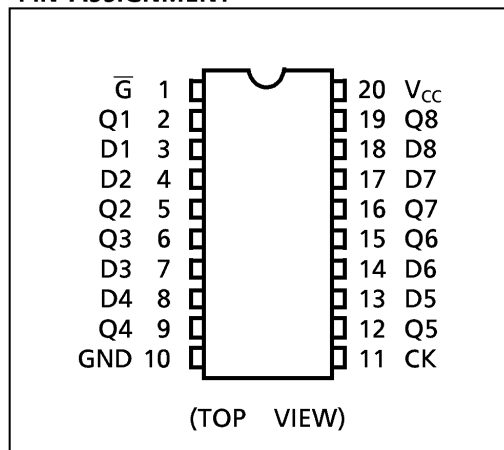 PIN ASSIGNMENT
G̅ 1 20 VCC
Q1 2 19 Q8
D1 3 18 D8
D2 4 17 D7
Q2 5 16 Q7
Q3 6 15 Q6
D3 7 14 D6
D4 8 13 D5
Q4 9 12 Q5
GND 10 11 CK
(TOP VIEW)